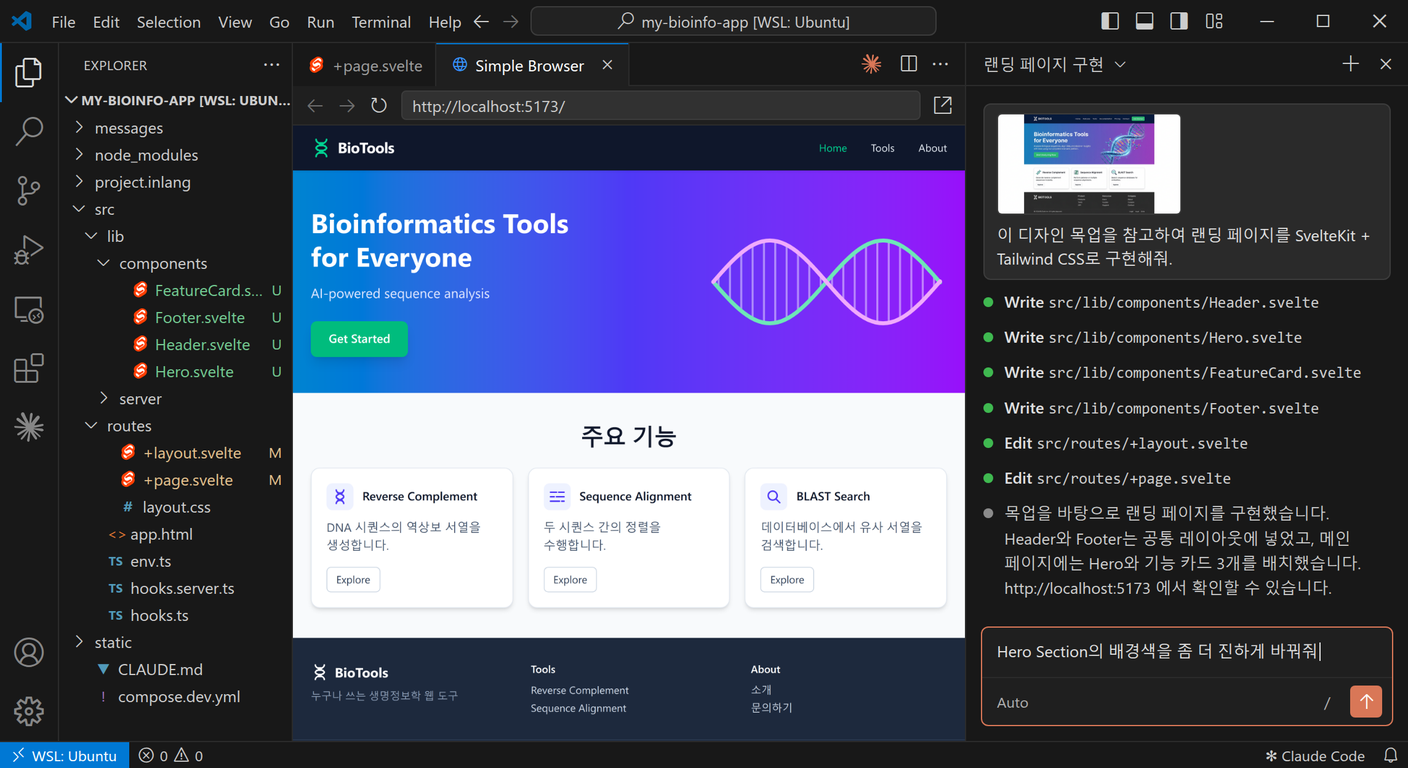 File Edit Selection View Go Run Terminal Help
my-bioinfo-app [WSL: Ubuntu]
EXPLORER
MY-BIOINFO-APP [WSL: UBUN...
messages
node_modules
project.inlang
src
lib
components
FeatureCard.s... U
Footer.svelte U
Header.svelte U
Hero.svelte U
server
routes
+layout.svelte M
+page.svelte M
# layout.css
<> app.html
TS env.ts
TS hooks.server.ts
TS hooks.ts
static
CLAUDE.md
! compose.dev.yml
+page.svelte
Simple Browser
http://localhost:5173/
BioTools
Home Tools About
Bioinformatics Tools
for Everyone
AI-powered sequence analysis
Get Started
주요 기능
Reverse Complement
DNA 시퀀스의 역상보 서열을
생성합니다.
Explore
Sequence Alignment
두 시퀀스 간의 정렬을
수행합니다.
Explore
BLAST Search
데이터베이스에서 유사 서열을
검색합니다.
Explore
BioTools
누구나 쓰는 생명정보학 웹 도구
Tools
Reverse Complement
Sequence Alignment
About
소개
문의하기
랜딩 페이지 구현
Bioinformatics Tools
for Everyone
이 디자인 목업을 참고하여 랜딩 페이지를 SvelteKit +
Tailwind CSS로 구현해줘.
Write src/lib/components/Header.svelte
Write src/lib/components/Hero.svelte
Write src/lib/components/FeatureCard.svelte
Write src/lib/components/Footer.svelte
Edit src/routes/+layout.svelte
Edit src/routes/+page.svelte
목업을 바탕으로 랜딩 페이지를 구현했습니다.
Header와 Footer는 공통 레이아웃에 넣었고, 메인
페이지에는 Hero와 기능 카드 3개를 배치했습니다.
http://localhost:5173 에서 확인할 수 있습니다.
Hero Section의 배경색을 좀 더 진하게 바꿔줘
Auto
/
WSL: Ubuntu
0 0
Claude Code